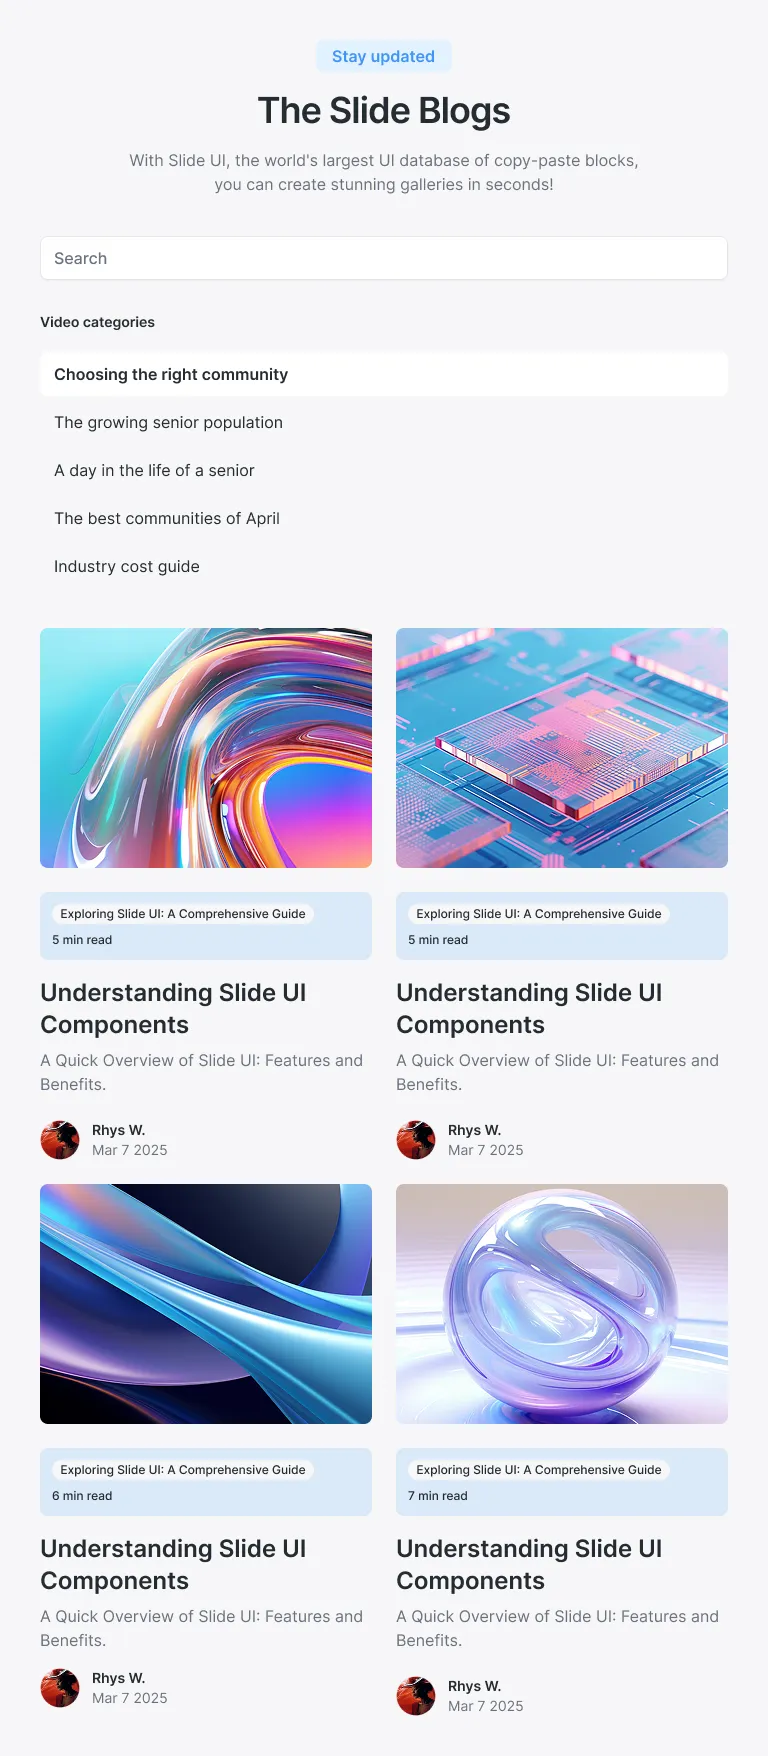 Stay updated
The Slide Blogs
With Slide UI, the world's largest UI database of copy-paste blocks,
you can create stunning galleries in seconds!
Search
Video categories
Choosing the right community
The growing senior population
A day in the life of a senior
The best communities of April
Industry cost guide
Exploring Slide UI: A Comprehensive Guide
5 min read
Understanding Slide UI
Components
A Quick Overview of Slide UI: Features and
Benefits.
Rhys W.
Mar 7 2025
Exploring Slide UI: A Comprehensive Guide
5 min read
Understanding Slide UI
Components
A Quick Overview of Slide UI: Features and
Benefits.
Rhys W.
Mar 7 2025
Exploring Slide UI: A Comprehensive Guide
6 min read
Understanding Slide UI
Components
A Quick Overview of Slide UI: Features and
Benefits.
Rhys W.
Mar 7 2025
Exploring Slide UI: A Comprehensive Guide
7 min read
Understanding Slide UI
Components
A Quick Overview of Slide UI: Features and
Benefits.
Rhys W.
Mar 7 2025